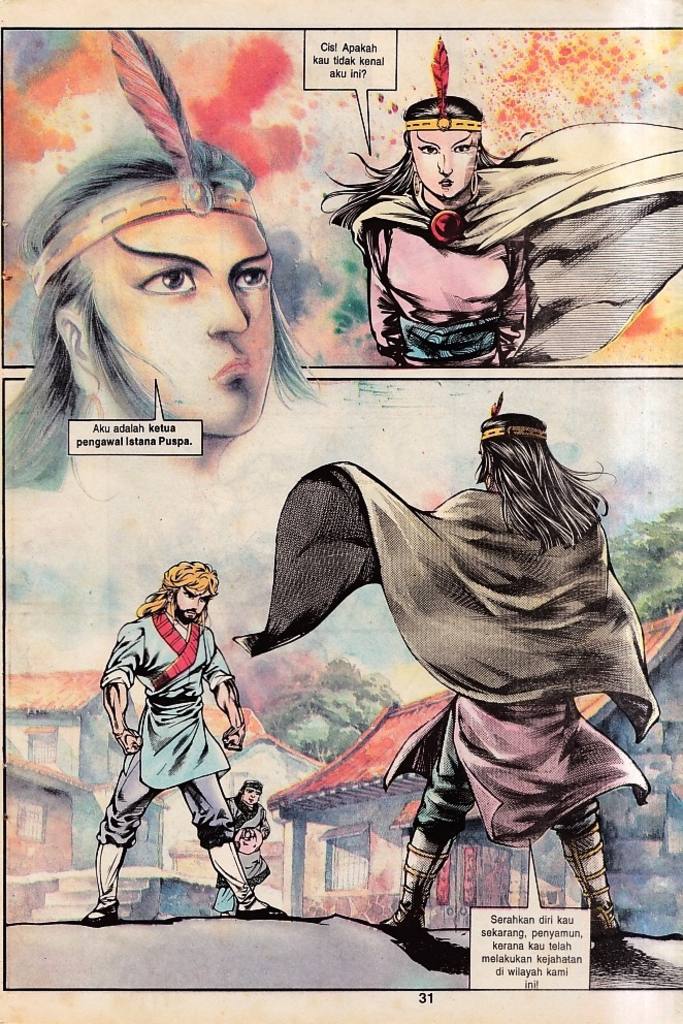 Cis! Apakah
kau tidak kenal
aku ini?
Aku adalah ketua
pengawal Istana Puspa.
Serahkan diri kau
sekarang, penyamun,
kerana kau telah
melakukan kejahatan
di wilayah kami
ini!
31